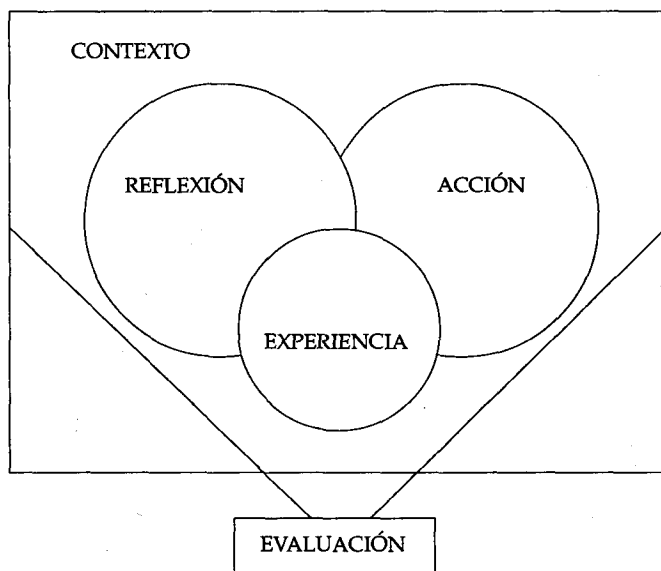 CONTEXTO
REFLEXIÓN
ACCIÓN
EXPERIENCIA
EVALUACIÓN